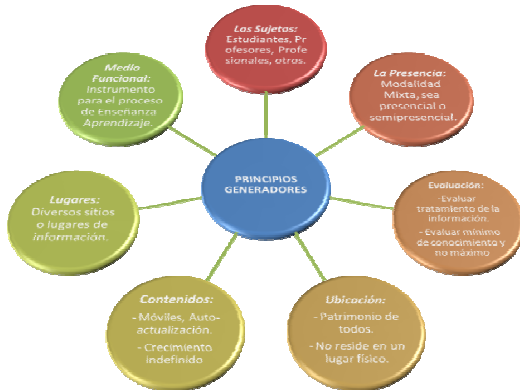 Los Sujetos:
Estudiantes, Pr
ofesores, Profe
sionales, otros.
La Presencia:
Modalidad
Mixta, sea
presencial o
semipresencial.
Evaluación:
-Evaluar
tratamiento de la
información.
- Evaluar mínimo
de conocimiento y
no máximo
Ubicación:
- Patrimonio de
todos.
- No reside en un
lugar físico.
Contenidos:
- Móviles, Auto-
actualización.
- Crecimiento
indefinido
Lugares:
Diversos sitios
o lugares de
información.
Medio
Funcional:
Instrumento
para el proceso
de Enseñanza
Aprendizaje.
PRINCIPIOS
GENERADORES